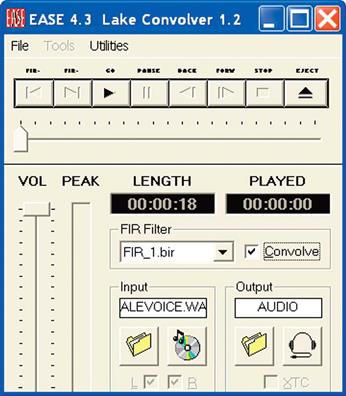 EASE EASE 4.3 Lake Convolver 1.2
File Tools Utilities
FIR- FIR- GO PAUSE BACK FORW STOP EJECT
VOL PEAK LENGTH PLAYED
00:00:18 00:00:00
FIR Filter
FIR_1.bir Convolve
Input Output
ALEVOICE.WA AUDIO
L R XTC